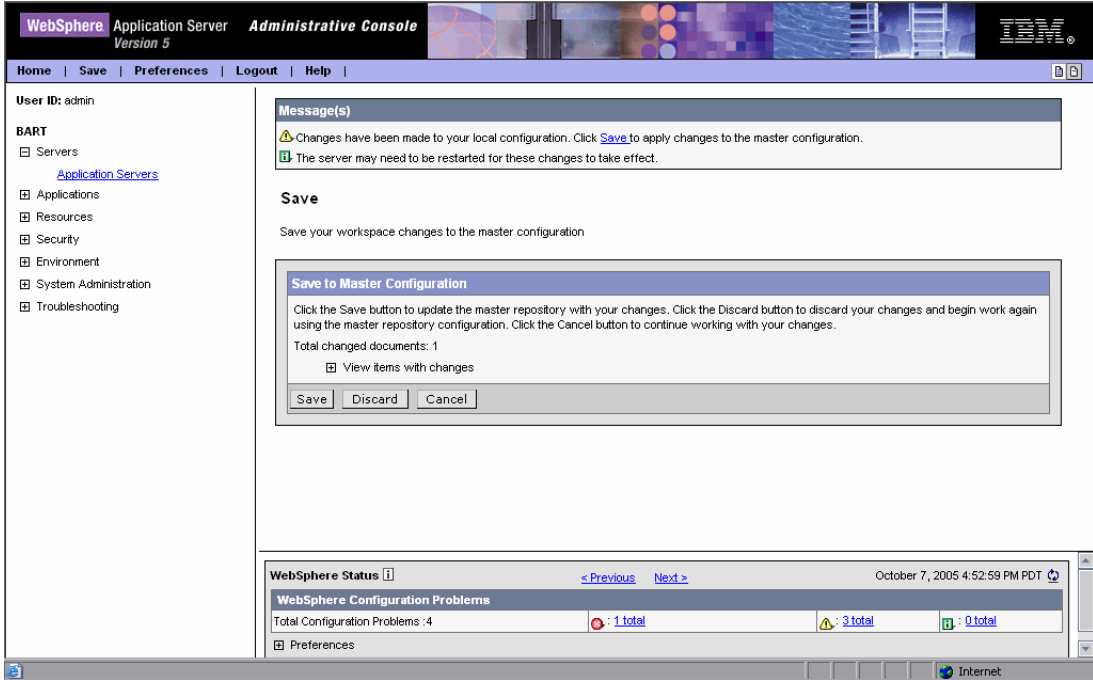 WebSphere Application Server Administrative Console
Version 5
IBM®
Home | Save | Preferences | Logout | Help |
User ID: admin
BART
Servers
Application Servers
Applications
Resources
Security
Environment
System Administration
Troubleshooting
Message(s)
Changes have been made to your local configuration. Click Save to apply changes to the master configuration.
The server may need to be restarted for these changes to take effect.
Save
Save your workspace changes to the master configuration
Save to Master Configuration
Click the Save button to update the master repository with your changes. Click the Discard button to discard your changes and begin work again
using the master repository configuration. Click the Cancel button to continue working with your changes.
Total changed documents: 1
View items with changes
Save Discard Cancel
WebSphere Status i < Previous Next > October 7, 2005 4:52:59 PM PDT
WebSphere Configuration Problems
Total Configuration Problems :4 : 1 total : 3 total : 0 total
Preferences
Internet